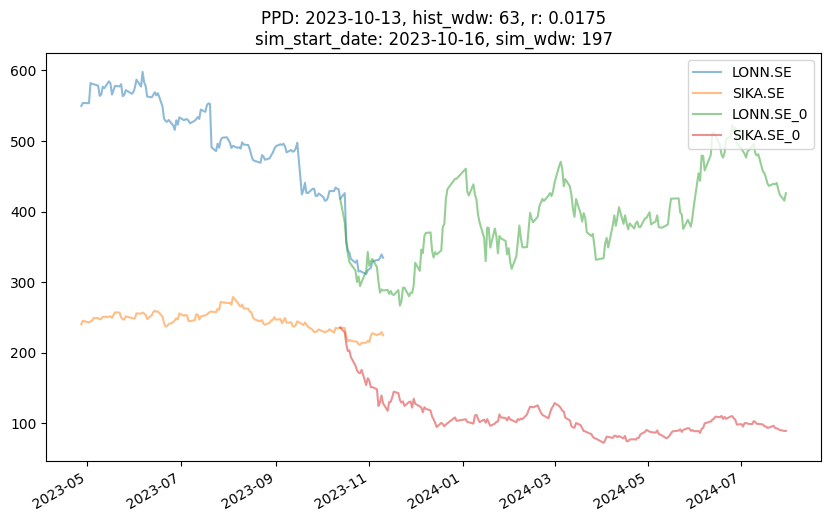 PPD: 2023-10-13, hist_wdw: 63, r: 0.0175
sim_start_date: 2023-10-16, sim_wdw: 197
600
500
400
300
200
100
LONN.SE
SIKA.SE
LONN.SE_0
SIKA.SE_0
2023-05
2023-07
2023-09
2023-11
2024-01
2024-03
2024-05
2024-07